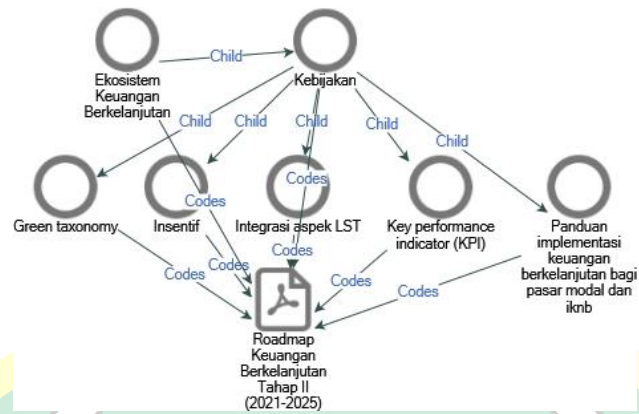 Child
Ekosistem
Keuangan
Berkelanjutan
Kebijakan
Child
Child
Child
Child
Child
Codes
Codes
Green taxonomy
Insentif
Integrasi aspek LST
Key performance
indicator (KPI)
Panduan
implementasi
keuangan
berkelanjutan bagi
pasar modal dan
iknb
Codes
Codes
Codes
Codes
Codes
Roadmap
Keuangan
Berkelanjutan
Tahap II
(2021-2025)